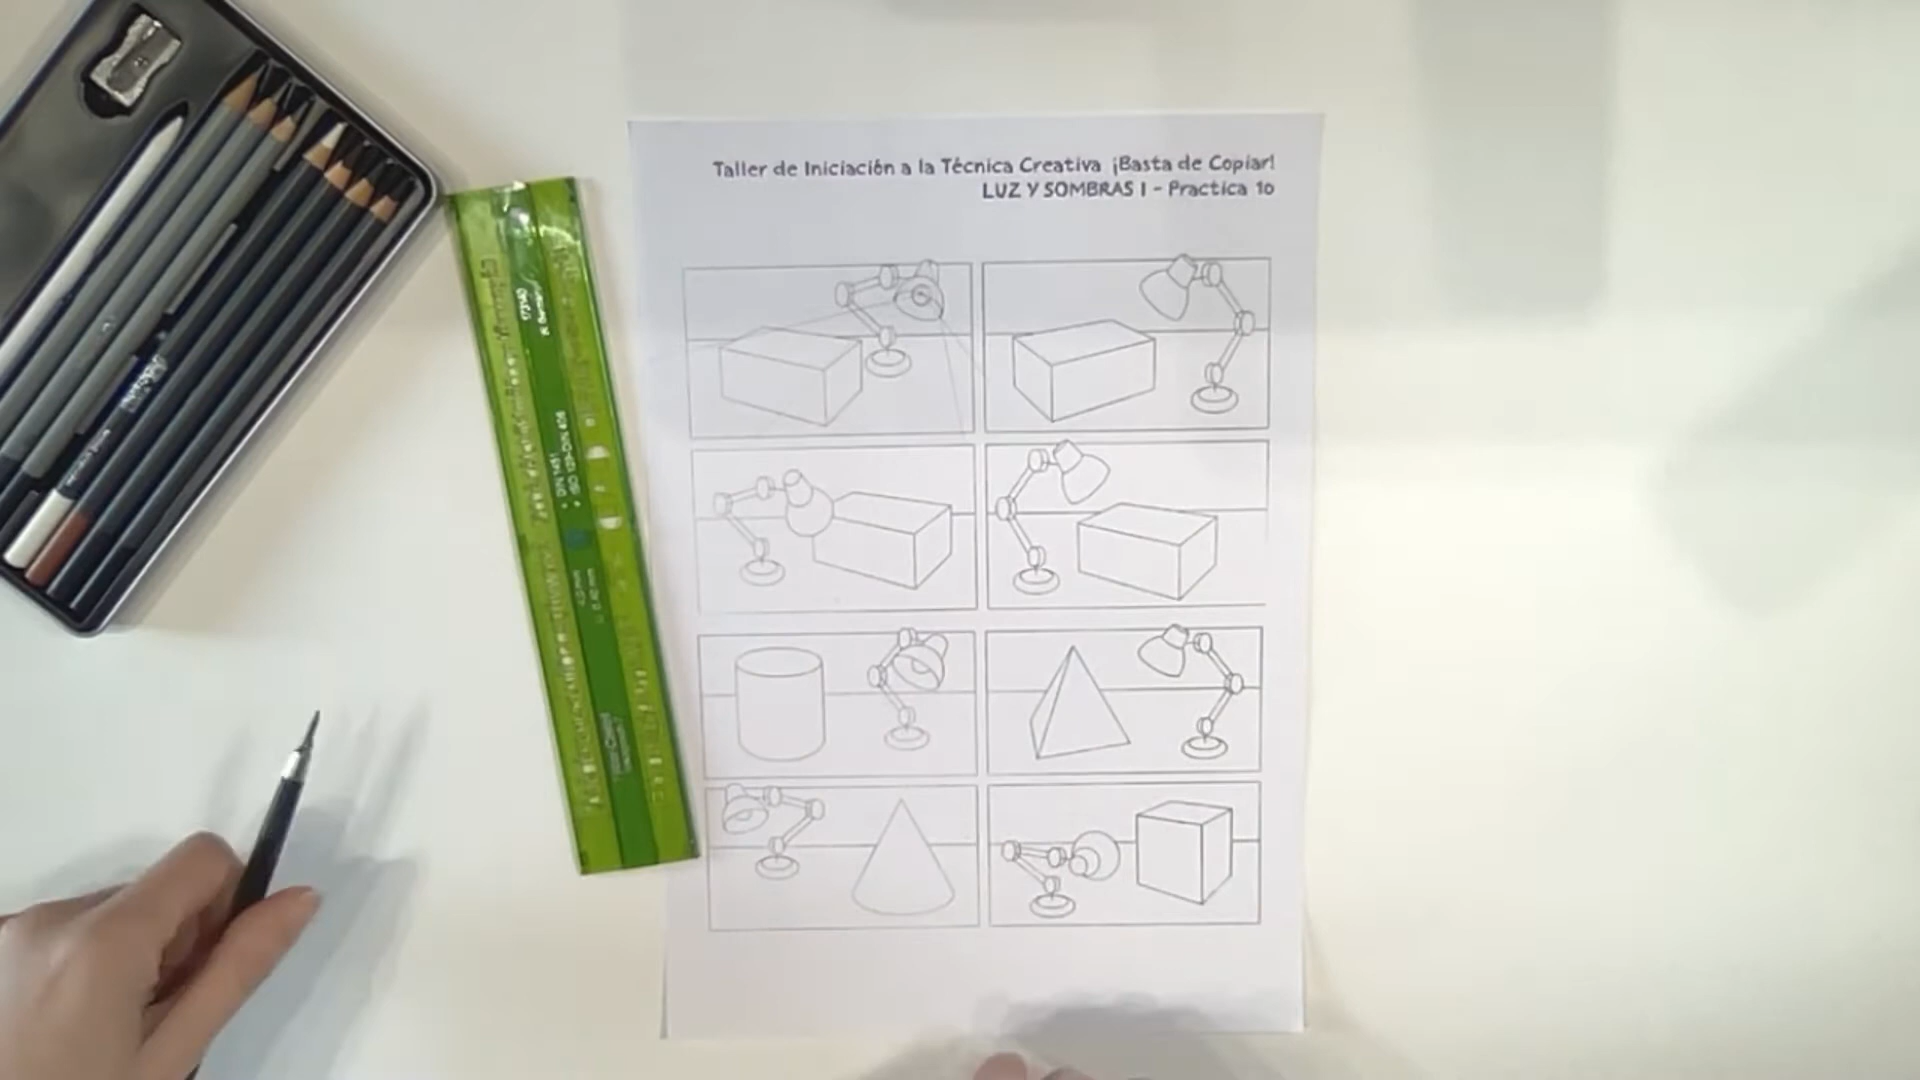 Taller de Iniciación a la Técnica Creativa ¡Basta de Copiar!
LUZ Y SOMBRAS I - Practica 10